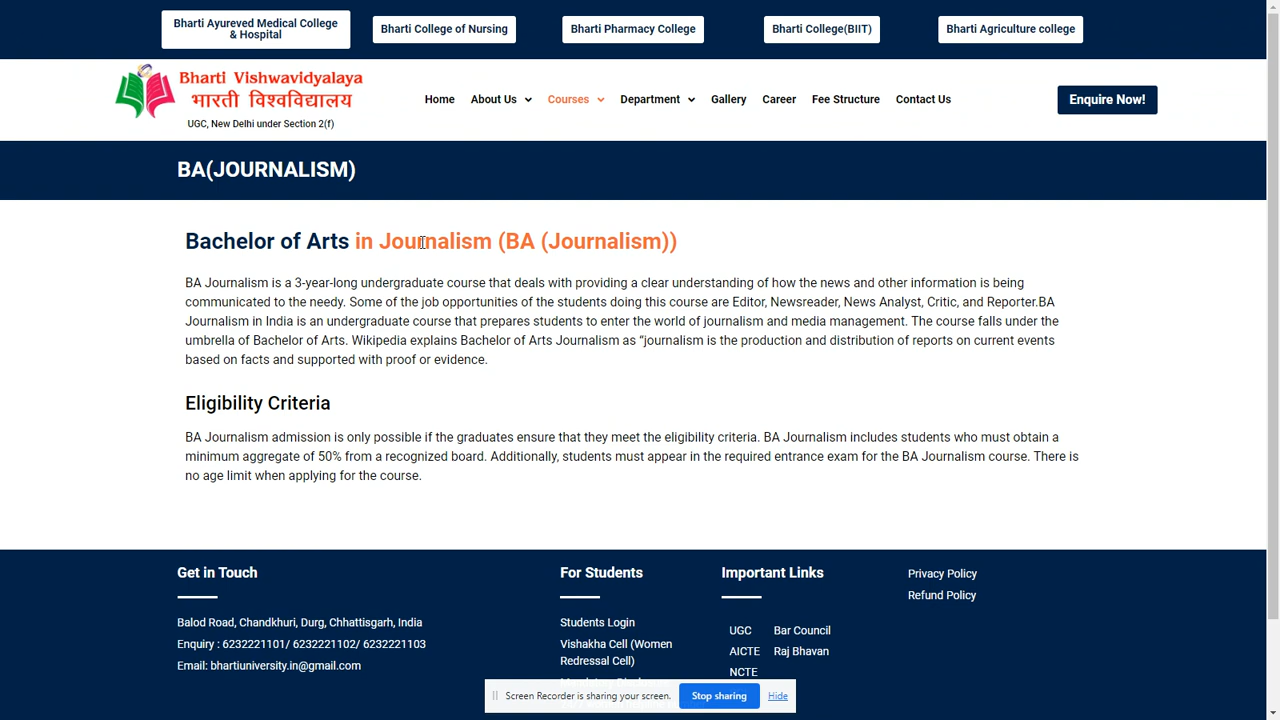 Bharti Ayureved Medical College
& Hospital
Bharti College of Nursing
Bharti Pharmacy College
Bharti College(BIIT)
Bharti Agriculture college
Bharti Vishwavidyalaya
भारती विश्वविद्यालय
UGC, New Delhi under Section 2(f)
Home About Us Courses Department Gallery Career Fee Structure Contact Us
Enquire Now!
BA(JOURNALISM)
Bachelor of Arts in Journalism (BA (Journalism))
BA Journalism is a 3-year-long undergraduate course that deals with providing a clear understanding of how the news and other information is being
communicated to the needy. Some of the job opportunities of the students doing this course are Editor, Newsreader, News Analyst, Critic, and Reporter.BA
Journalism in India is an undergraduate course that prepares students to enter the world of journalism and media management. The course falls under the
umbrella of Bachelor of Arts. Wikipedia explains Bachelor of Arts Journalism as “journalism is the production and distribution of reports on current events
based on facts and supported with proof or evidence.
Eligibility Criteria
BA Journalism admission is only possible if the graduates ensure that they meet the eligibility criteria. BA Journalism includes students who must obtain a
minimum aggregate of 50% from a recognized board. Additionally, students must appear in the required entrance exam for the BA Journalism course. There is
no age limit when applying for the course.
Get in Touch
Balod Road, Chandkhuri, Durg, Chhattisgarh, India
Enquiry : 6232221101/ 6232221102/ 6232221103
Email: bhartiuniversity.in@gmail.com
For Students
Students Login
Vishakha Cell (Women
Redressal Cell)
Important Links
UGC Bar Council
AICTE Raj Bhavan
NCTE
Privacy Policy
Refund Policy
Screen Recorder is sharing your screen. Stop sharing Hide